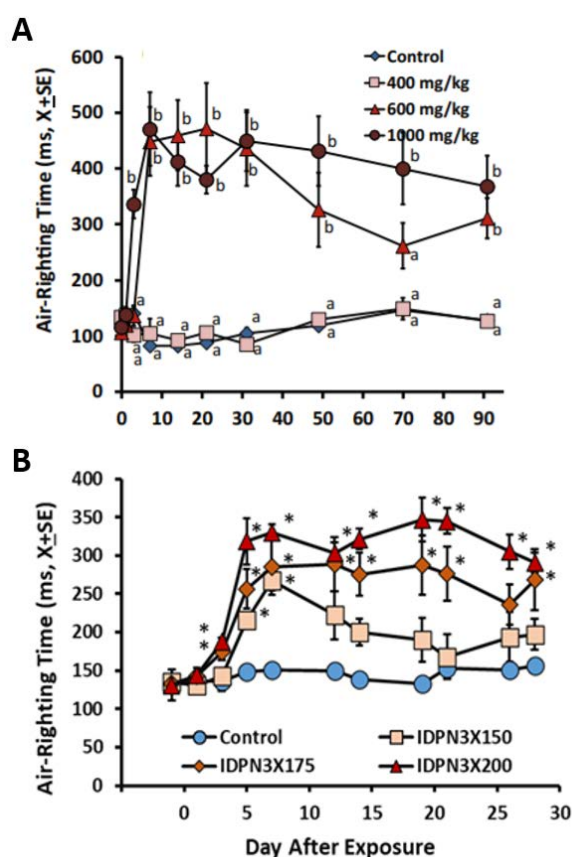 A
Air-Righting Time (ms, X±SE)
600
500
400
300
200
100
0
Control
400 mg/kg
600 mg/kg
1000 mg/kg
b
b
b
b
b
b
b
b
b
b
b
b
a
b
a
a
a
a
a
a
a
a
a
a
a
a
a
a
0 10 20 30 40 50 60 70 80 90
B
Air-Righting Time (ms, X±SE)
400
350
300
250
200
150
100
50
0
* * * * * * * *
* * * * * * *
* * *
* *
Control IDPN3X150
IDPN3X175 IDPN3X200
0 5 10 15 20 25 30
Day After Exposure